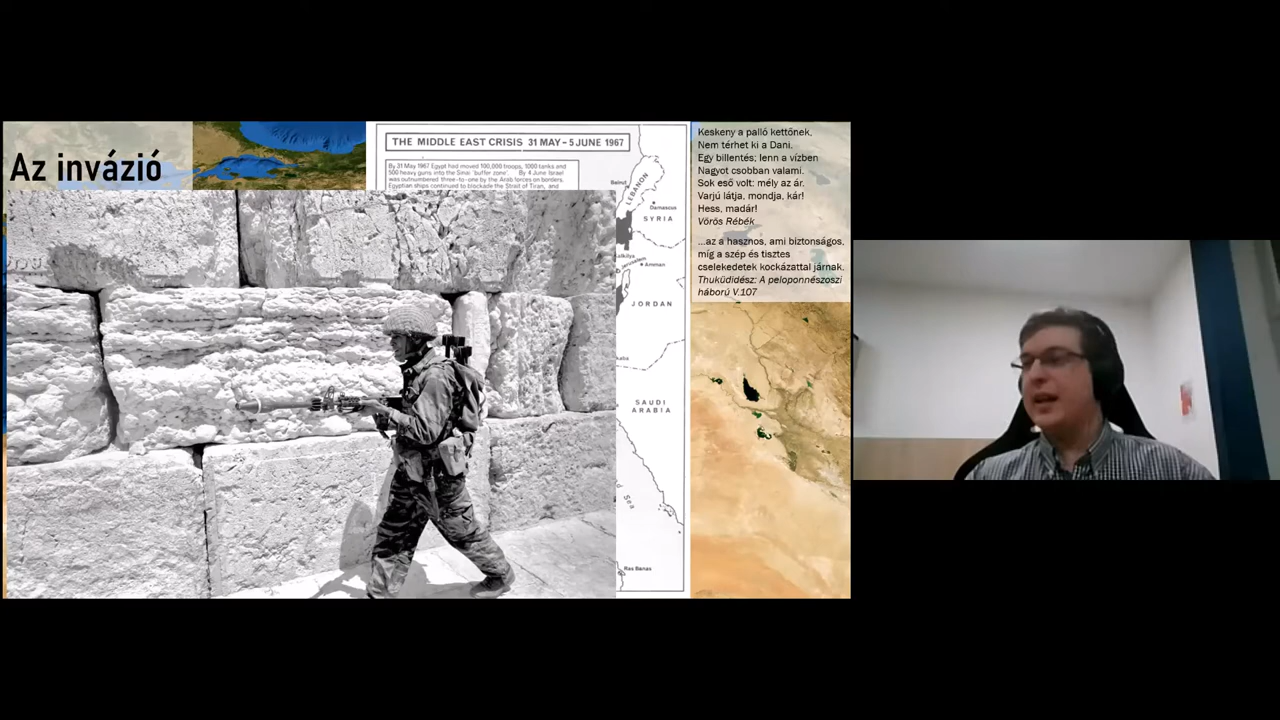 Az invázió
THE MIDDLE EAST CRISIS 31 MAY – 5 JUNE 1967
By 31 May 1967 Egypt had moved 100,000 troops, 1000 tanks and
500 heavy guns into the Sinai 'buffer zone'. By 4 June Israel
was outnumbered three-to-one by the Arab forces on borders.
Egyptian ships continued to blockade the Strait of Tiran, and
Beirut
LEBANON
Damascus
SYRIA
Kalkilya
Jerusalem
Amman
JORDAN
SAUDI
ARABIA
Sea
Ras Banas
Keskeny a palló kettőnek,
Nem térhet ki a Dani.
Egy billentés; lenn a vízben
Nagyot csobban valami.
Sok eső volt: mély az ár.
Varjú látja, mondja, kár!
Hess, madár!
Vörös Rébék
...az a hasznos, ami biztonságos,
míg a szép és tisztes
cselekedetek kockázattal járnak.
Thuküdidész: A peloponnészoszi
háború V.107